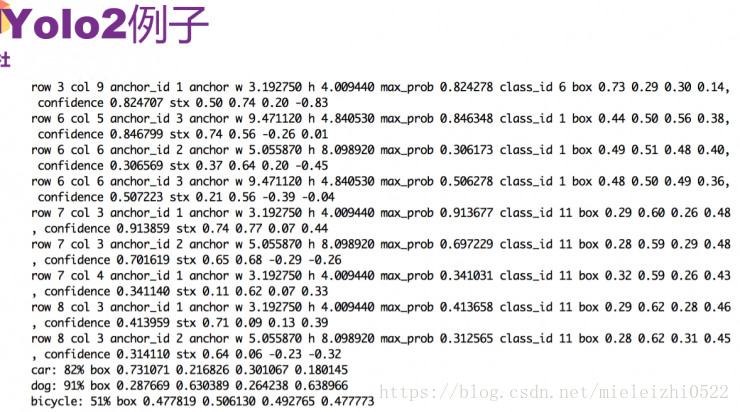 Yolo2例子
社
row 3 col 9 anchor_id 1 anchor w 3.192750 h 4.009440 max_prob 0.824278 class_id 6 box 0.73 0.29 0.30 0.14,
confidence 0.824707 stx 0.50 0.74 0.20 -0.83
row 6 col 5 anchor_id 3 anchor w 9.471120 h 4.840530 max_prob 0.846348 class_id 1 box 0.44 0.50 0.56 0.38,
confidence 0.846799 stx 0.74 0.56 -0.26 0.01
row 6 col 6 anchor_id 2 anchor w 5.055870 h 8.098920 max_prob 0.306173 class_id 1 box 0.49 0.51 0.48 0.40,
confidence 0.306569 stx 0.37 0.64 0.20 -0.45
row 6 col 6 anchor_id 3 anchor w 9.471120 h 4.840530 max_prob 0.506278 class_id 1 box 0.48 0.50 0.49 0.36,
confidence 0.507223 stx 0.21 0.56 -0.39 -0.04
row 7 col 3 anchor_id 1 anchor w 3.192750 h 4.009440 max_prob 0.913677 class_id 11 box 0.29 0.60 0.26 0.48
, confidence 0.913859 stx 0.74 0.77 0.07 0.44
row 7 col 3 anchor_id 2 anchor w 5.055870 h 8.098920 max_prob 0.697229 class_id 11 box 0.28 0.59 0.29 0.48
, confidence 0.701619 stx 0.65 0.68 -0.29 -0.26
row 7 col 4 anchor_id 1 anchor w 3.192750 h 4.009440 max_prob 0.341031 class_id 11 box 0.32 0.59 0.26 0.43
, confidence 0.341140 stx 0.11 0.62 0.07 0.33
row 8 col 3 anchor_id 1 anchor w 3.192750 h 4.009440 max_prob 0.413658 class_id 11 box 0.29 0.62 0.28 0.46
, confidence 0.413959 stx 0.71 0.09 0.13 0.39
row 8 col 3 anchor_id 2 anchor w 5.055870 h 8.098920 max_prob 0.312565 class_id 11 box 0.28 0.62 0.31 0.45
, confidence 0.314110 stx 0.64 0.06 -0.23 -0.32
car: 82% box 0.731071 0.216826 0.301067 0.180145
dog: 91% box 0.287669 0.630389 0.264238 0.638966
bicycle: 51% box 0.477819 0.506130 0.492765 0.477773
https://blog.csdn.net/mieleizhi0522